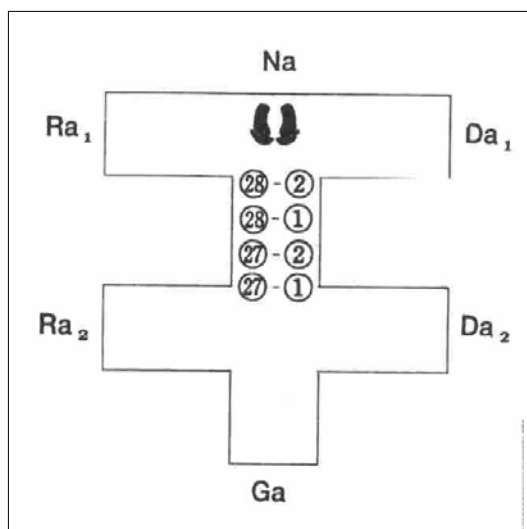 Na
Ra₁ Da₁
㉘ - ②
㉘ - ①
㉗ - ②
㉗ - ①
Ra₂ Da₂
Ga